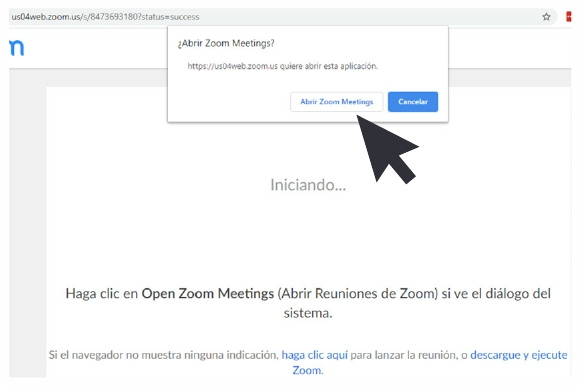 us04web.zoom.us/s/8473693180?status=success
m
¿Abrir Zoom Meetings?
https://us04web.zoom.us quiere abrir esta aplicación.
Abrir Zoom Meetings Cancelar
Iniciando...
Haga clic en Open Zoom Meetings (Abrir Reuniones de Zoom) si ve el diálogo del
sistema.
Si el navegador no muestra ninguna indicación, haga clic aquí para lanzar la reunión, o descargue y ejecute
Zoom.